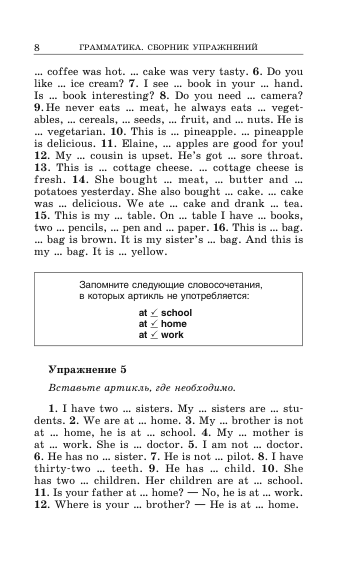 8 ГРАММАТИКА. СБОРНИК УПРАЖНЕНИЙ
... coffee was hot. ... cake was very tasty. 6. Do you
like ... ice cream? 7. I see ... book in your ... hand.
Is ... book interesting? 8. Do you need ... camera?
9. He never eats ... meat, he always eats ... veget-
ables, ... cereals, ... seeds, ... fruit, and ... nuts. He is
... vegetarian. 10. This is ... pineapple. ... pineapple
is delicious. 11. Elaine, ... apples are good for you!
12. My ... cousin is upset. He's got ... sore throat.
13. This is ... cottage cheese. ... cottage cheese is
fresh. 14. She bought ... meat, ... butter and ...
potatoes yesterday. She also bought ... cake. ... cake
was ... delicious. We ate ... cake and drank ... tea.
15. This is my ... table. On ... table I have ... books,
two ... pencils, ... pen and ... paper. 16. This is ... bag.
... bag is brown. It is my sister's ... bag. And this is
my ... bag. It is ... yellow.
Запомните следующие словосочетания,
в которых артикль не употребляется:
at ✓ school
at ✓ home
at ✓ work
Упражнение 5
Вставьте артикль, где необходимо.
1. I have two ... sisters. My ... sisters are ... stu-
dents. 2. We are at ... home. 3. My ... brother is not
at ... home, he is at ... school. 4. My ... mother is
at ... work. She is ... doctor. 5. I am not ... doctor.
6. He has no ... sister. 7. He is not ... pilot. 8. I have
thirty-two ... teeth. 9. He has ... child. 10. She
has two ... children. Her children are at ... school.
11. Is your father at ... home? — No, he is at ... work.
12. Where is your ... brother? — He is at ... home.